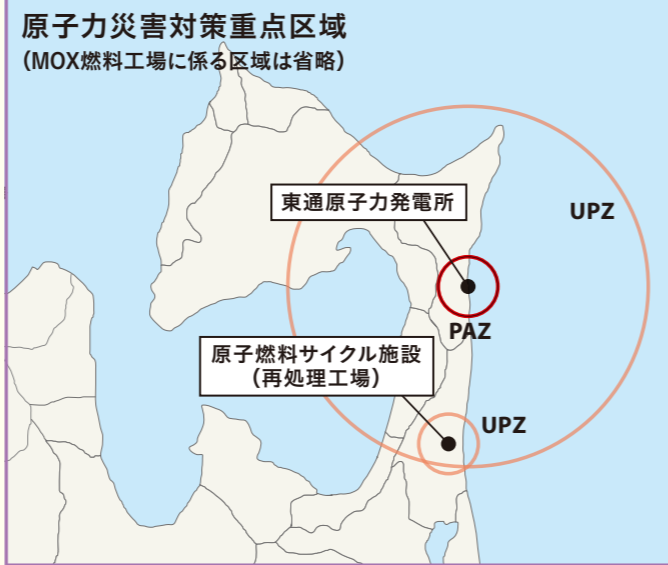 原子力災害対策重点区域
(MOX燃料工場に係る区域は省略)
東通原子力発電所
UPZ
PAZ
原子燃料サイクル施設
(再処理工場)
UPZ